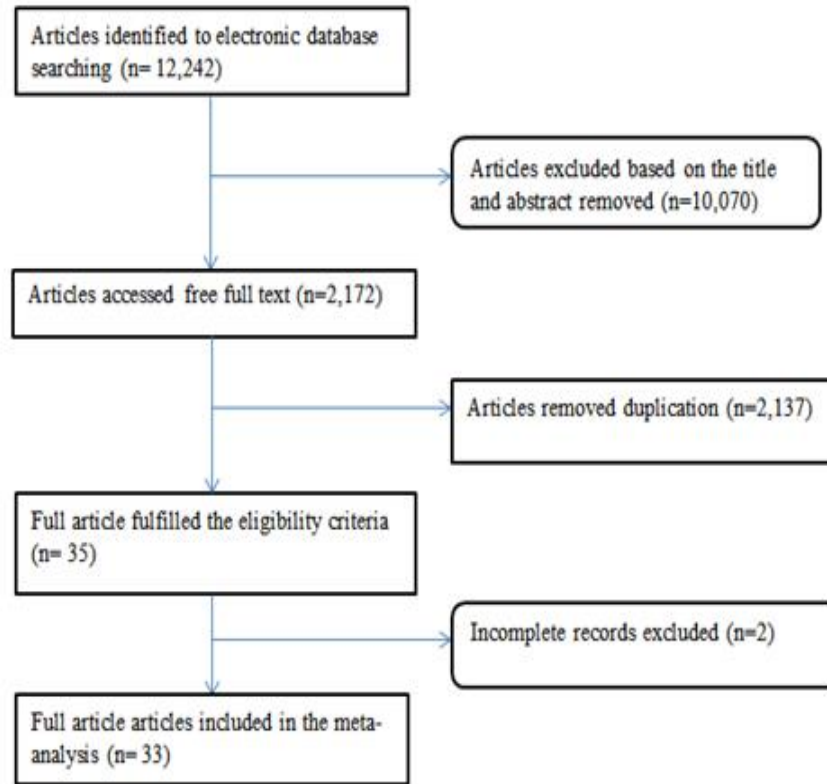 Articles identified to electronic database
searching (n= 12,242)
Articles excluded based on the title
and abstract removed (n=10,070)
Articles accessed free full text (n=2,172)
Articles removed duplication (n=2,137)
Full article fulfilled the eligibility criteria
(n= 35)
Incomplete records excluded (n=2)
Full article articles included in the meta-
analysis (n= 33)